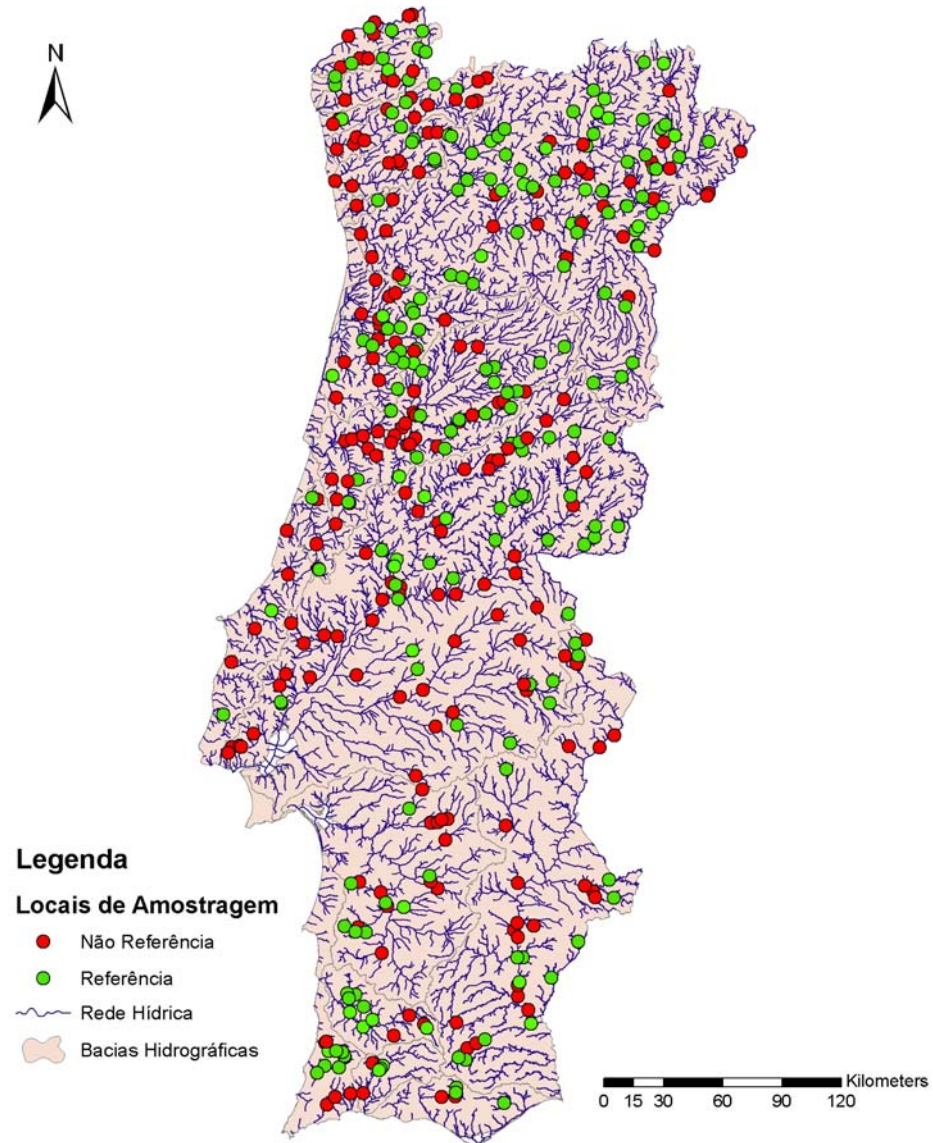 N
Legenda
Locais de Amostragem
Não Referência
Referência
Rede Hídrica
Bacias Hidrográficas
Kilometers
0 15 30 60 90 120